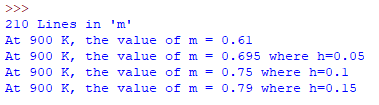 >>>
210 Lines in 'm'
At 900 K, the value of m = 0.61
At 900 K, the value of m = 0.695 where h=0.05
At 900 K, the value of m = 0.75 where h=0.1
At 900 K, the value of m = 0.79 where h=0.15